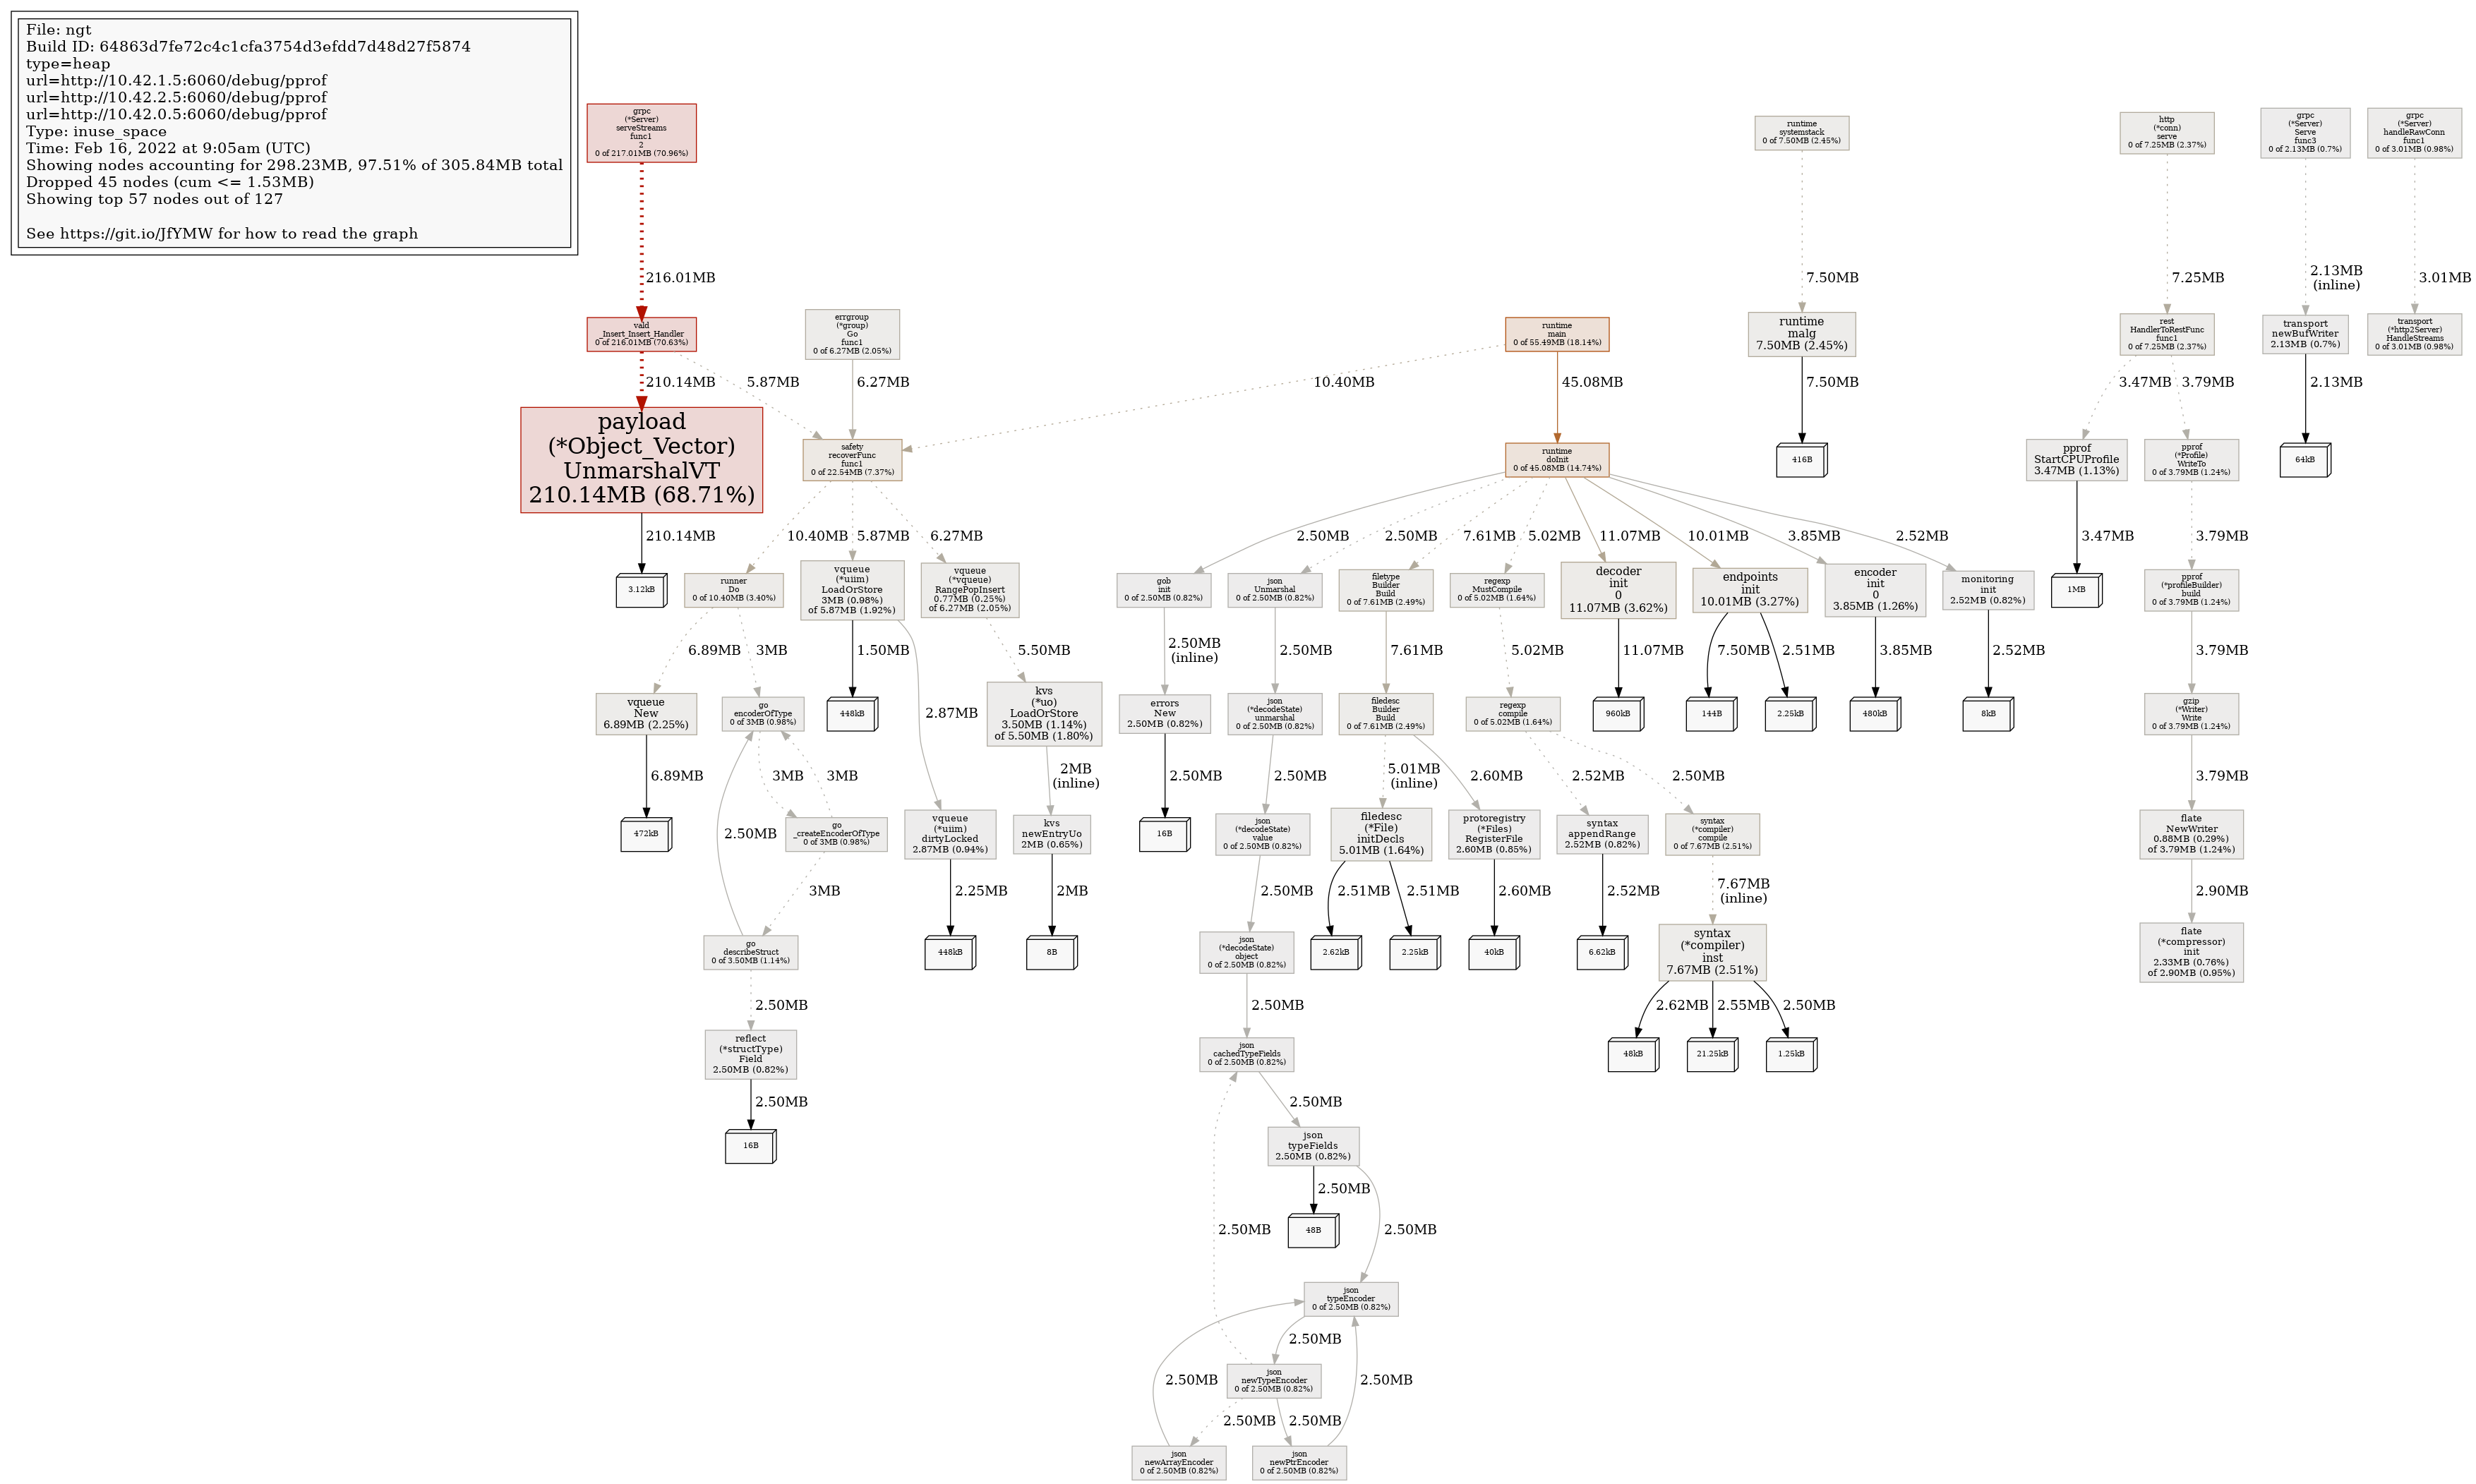 File: ngt
Build ID: 64863d7fe72c4c1cfa3754d3efdd7d48d27f5874
type=heap
url=http://10.42.1.5:6060/debug/pprof
url=http://10.42.2.5:6060/debug/pprof
url=http://10.42.0.5:6060/debug/pprof
Type: inuse_space
Time: Feb 16, 2022 at 9:05am (UTC)
Showing nodes accounting for 298.23MB, 97.51% of 305.84MB total
Dropped 45 nodes (cum <= 1.53MB)
Showing top 57 nodes out of 127
See https://git.io/JfYMW for how to read the graph
grpc
(*Server)
serveStreams
func1
2
0 of 217.01MB (70.96%)
runtime
systemstack
0 of 7.50MB (2.45%)
http
(*conn)
serve
0 of 7.25MB (2.37%)
grpc
(*Server)
Serve
func3
0 of 2.13MB (0.7%)
grpc
(*Server)
handleRawConn
func1
0 of 3.01MB (0.98%)
216.01MB
7.50MB
7.25MB
2.13MB
(inline)
3.01MB
vald
_Insert_Insert_Handler
0 of 216.01MB (70.63%)
errgroup
(*group)
Go
func1
0 of 6.27MB (2.05%)
runtime
main
0 of 55.49MB (18.14%)
runtime
malg
7.50MB (2.45%)
rest
HandlerToRestFunc
func1
0 of 7.25MB (2.37%)
transport
newBufWriter
2.13MB (0.7%)
transport
(*http2Server)
HandleStreams
0 of 3.01MB (0.98%)
210.14MB
5.87MB
6.27MB
10.40MB
45.08MB
7.50MB
3.47MB
3.79MB
2.13MB
payload
(*Object_Vector)
UnmarshalVT
210.14MB (68.71%)
safety
recoverFunc
func1
0 of 22.54MB (7.37%)
runtime
doInit
0 of 45.08MB (14.74%)
416B
pprof
StartCPUProfile
3.47MB (1.13%)
pprof
(*Profile)
WriteTo
0 of 3.79MB (1.24%)
64kB
210.14MB
10.40MB
5.87MB
6.27MB
2.50MB
2.50MB
7.61MB
5.02MB
11.07MB
10.01MB
3.85MB
2.52MB
3.47MB
3.79MB
3.12kB
runner
Do
0 of 10.40MB (3.40%)
vqueue
(*uiim)
LoadOrStore
3MB (0.98%)
of 5.87MB (1.92%)
vqueue
(*vqueue)
RangePopInsert
0.77MB (0.25%)
of 6.27MB (2.05%)
gob
init
0 of 2.50MB (0.82%)
json
Unmarshal
0 of 2.50MB (0.82%)
filetype
Builder
Build
0 of 7.61MB (2.49%)
regexp
MustCompile
0 of 5.02MB (1.64%)
decoder
init
0
11.07MB (3.62%)
endpoints
init
10.01MB (3.27%)
encoder
init
0
3.85MB (1.26%)
monitoring
init
2.52MB (0.82%)
1MB
pprof
(*profileBuilder)
build
0 of 3.79MB (1.24%)
6.89MB
3MB
1.50MB
2.87MB
5.50MB
2.50MB
(inline)
2.50MB
7.61MB
5.02MB
11.07MB
7.50MB
2.51MB
3.85MB
2.52MB
3.79MB
vqueue
New
6.89MB (2.25%)
go
encoderOfType
0 of 3MB (0.98%)
448kB
kvs
(*uo)
LoadOrStore
3.50MB (1.14%)
of 5.50MB (1.80%)
errors
New
2.50MB (0.82%)
json
(*decodeState)
unmarshal
0 of 2.50MB (0.82%)
filedesc
Builder
Build
0 of 7.61MB (2.49%)
regexp
compile
0 of 5.02MB (1.64%)
960kB
144B
2.25kB
480kB
8kB
gzip
(*Writer)
Write
0 of 3.79MB (1.24%)
6.89MB
3MB
3MB
2MB
(inline)
2.50MB
2.50MB
5.01MB
(inline)
2.60MB
2.52MB
2.50MB
3.79MB
472kB
2.50MB
go
_createEncoderOfType
0 of 3MB (0.98%)
vqueue
(*uiim)
dirtyLocked
2.87MB (0.94%)
kvs
newEntryUo
2MB (0.65%)
16B
json
(*decodeState)
value
0 of 2.50MB (0.82%)
filedesc
(*File)
initDecls
5.01MB (1.64%)
protoregistry
(*Files)
RegisterFile
2.60MB (0.85%)
syntax
appendRange
2.52MB (0.82%)
syntax
(*compiler)
compile
0 of 7.67MB (2.51%)
flate
NewWriter
0.88MB (0.29%)
of 3.79MB (1.24%)
3MB
2.25MB
2MB
2.50MB
2.51MB
2.51MB
2.60MB
2.52MB
7.67MB
(inline)
2.90MB
go
describeStruct
0 of 3.50MB (1.14%)
448kB
8B
json
(*decodeState)
object
0 of 2.50MB (0.82%)
2.62kB
2.25kB
40kB
6.62kB
syntax
(*compiler)
inst
7.67MB (2.51%)
flate
(*compressor)
init
2.33MB (0.76%)
of 2.90MB (0.95%)
2.50MB
2.50MB
2.62MB
2.55MB
2.50MB
reflect
(*structType)
Field
2.50MB (0.82%)
json
cachedTypeFields
0 of 2.50MB (0.82%)
48kB
21.25kB
1.25kB
2.50MB
2.50MB
16B
json
typeFields
2.50MB (0.82%)
2.50MB
2.50MB
48B
2.50MB
json
typeEncoder
0 of 2.50MB (0.82%)
2.50MB
json
newTypeEncoder
0 of 2.50MB (0.82%)
2.50MB
2.50MB
2.50MB
2.50MB
json
newArrayEncoder
0 of 2.50MB (0.82%)
json
newPtrEncoder
0 of 2.50MB (0.82%)